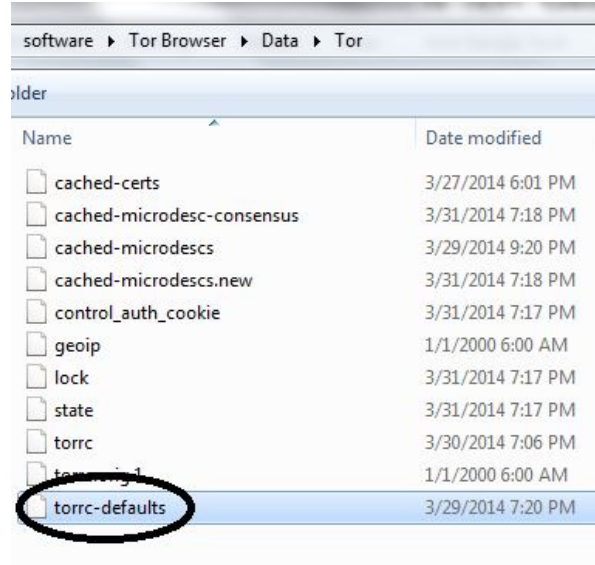 software ▸ Tor Browser ▸ Data ▸ Tor
older
Name Date modified
cached-certs 3/27/2014 6:01 PM
cached-microdesc-consensus 3/31/2014 7:18 PM
cached-microdescs 3/29/2014 9:20 PM
cached-microdescs.new 3/31/2014 7:18 PM
control_auth_cookie 3/31/2014 7:17 PM
geoip 1/1/2000 6:00 AM
lock 3/31/2014 7:17 PM
state 3/31/2014 7:17 PM
torrc 3/30/2014 7:06 PM
1/1/2000 6:00 AM
torrc-defaults 3/29/2014 7:20 PM